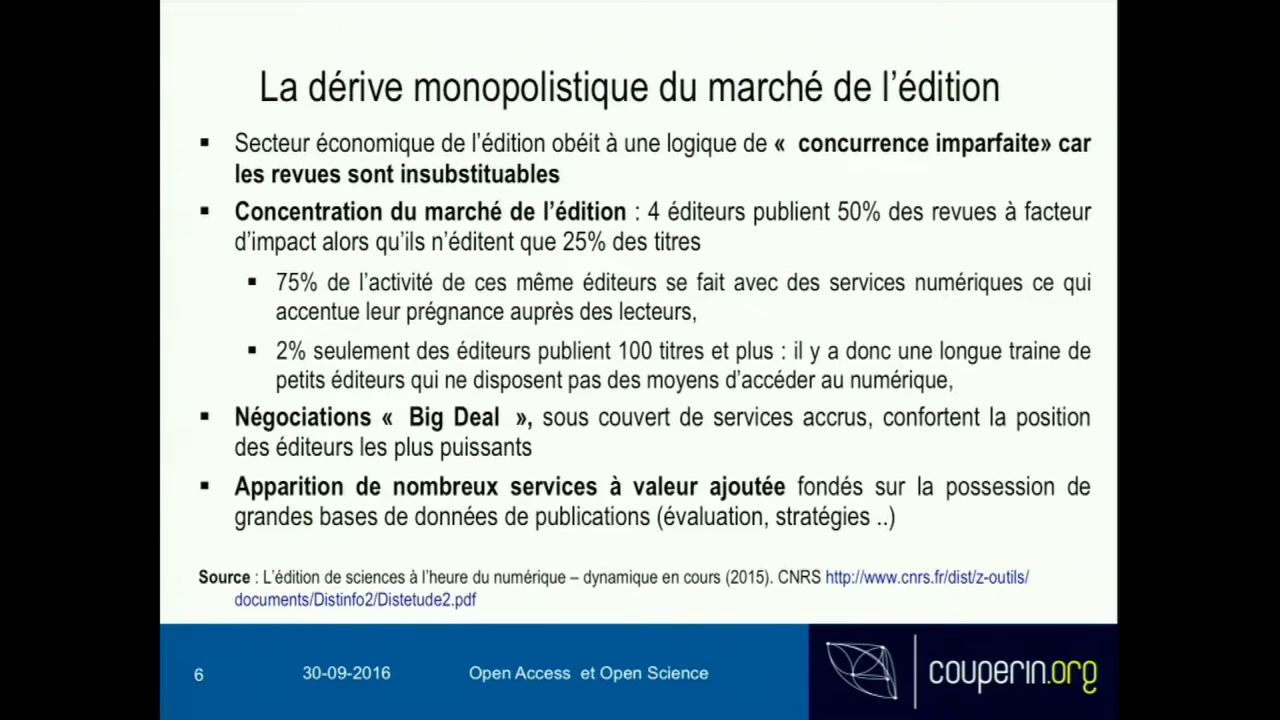 La dérive monopolistique du marché de l’édition
▪ Secteur économique de l’édition obéit à une logique de « concurrence imparfaite» car
les revues sont insubstituables
▪ Concentration du marché de l’édition : 4 éditeurs publient 50% des revues à facteur
d’impact alors qu’ils n’éditent que 25% des titres
▪ 75% de l’activité de ces même éditeurs se fait avec des services numériques ce qui
accentue leur prégnance auprès des lecteurs,
▪ 2% seulement des éditeurs publient 100 titres et plus : il y a donc une longue traine de
petits éditeurs qui ne disposent pas des moyens d’accéder au numérique,
▪ Négociations « Big Deal », sous couvert de services accrus, confortent la position
des éditeurs les plus puissants
▪ Apparition de nombreux services à valeur ajoutée fondés sur la possession de
grandes bases de données de publications (évaluation, stratégies ..)
Source : L’édition de sciences à l’heure du numérique – dynamique en cours (2015). CNRS http://www.cnrs.fr/dist/z-outils/
documents/Distinfo2/Distetude2.pdf
6 30-09-2016 Open Access et Open Science couperin.org